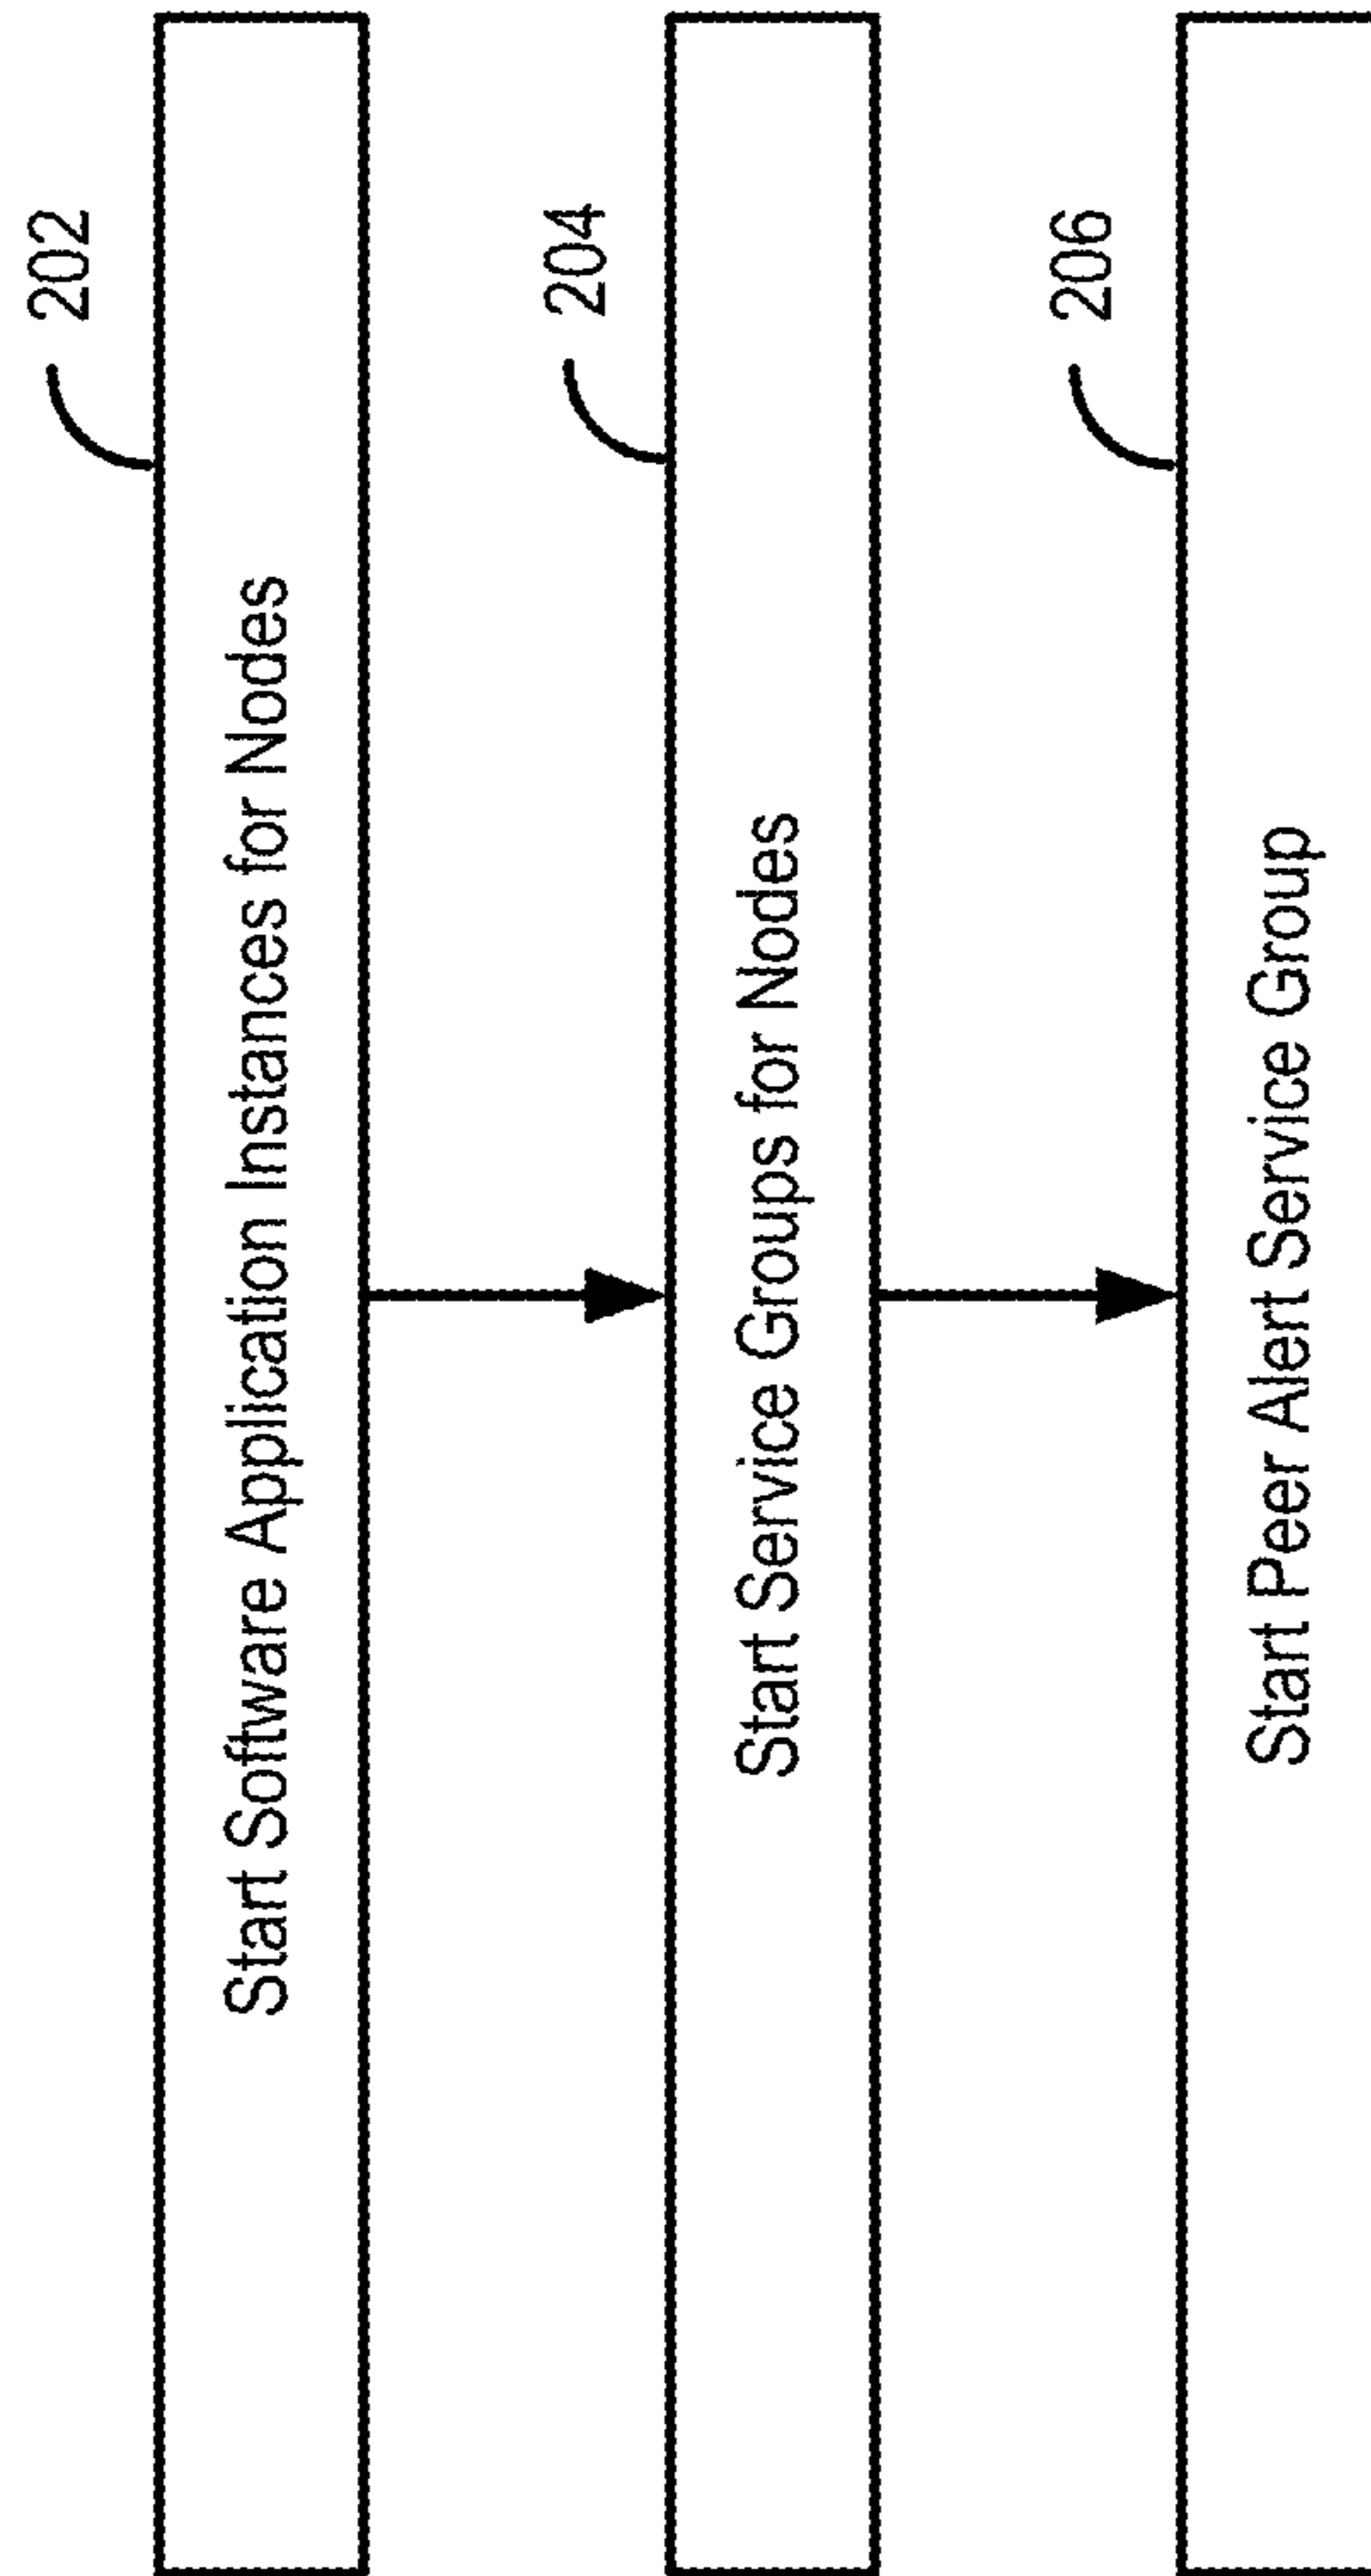 202
Start Software Application Instances for Nodes
204
Start Service Groups for Nodes
206
Start Peer Alert Service Group